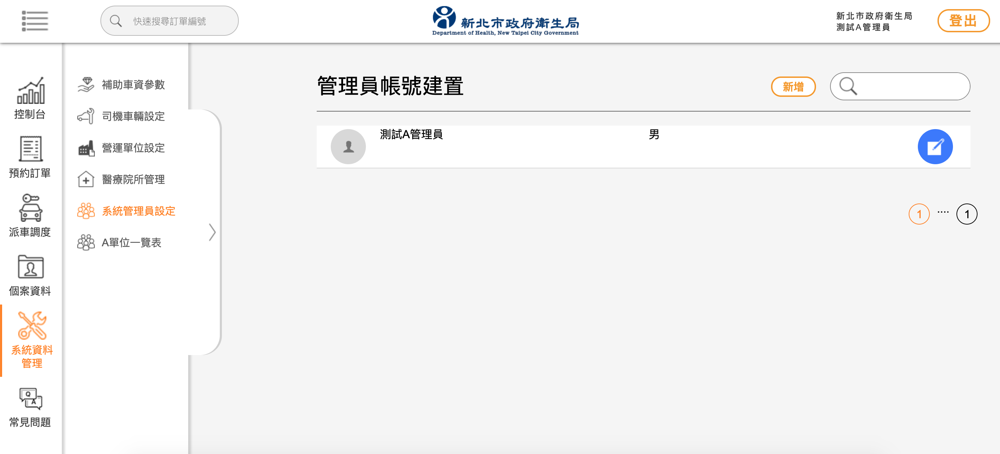 快速搜尋訂單編號
新北市政府衛生局
Department of Health, New Taipei City Government
新北市政府衛生局
測試A管理員
登出
控制台
預約訂單
派車調度
個案資料
系統資料
管理
Q
A
常見問題
補助車資參數
司機車輛設定
營運單位設定
醫療院所管理
系統管理員設定
A單位一覽表
管理員帳號建置
新增
測試A管理員
男
1 .... 1